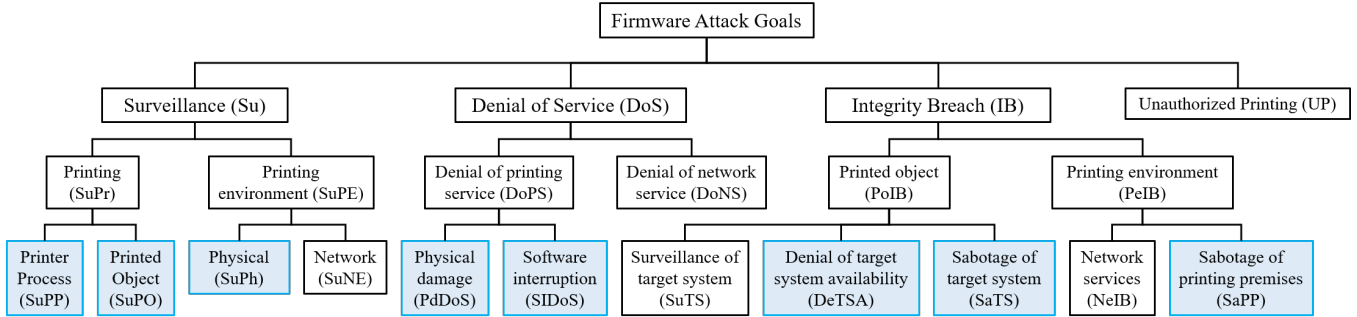 Firmware Attack Goals
Surveillance (Su)
Denial of Service (DoS)
Integrity Breach (IB)
Unauthorized Printing (UP)
Printing
(SuPr)
Printing
environment (SuPE)
Denial of printing
service (DoPS)
Denial of network
service (DoNS)
Printed object
(PoIB)
Printing environment
(PeIB)
Printer
Process
(SuPP)
Printed
Object
(SuPO)
Physical
(SuPh)
Network
(SuNE)
Physical
damage
(PdDoS)
Software
interruption
(SIDoS)
Surveillance of
target system
(SuTS)
Denial of target
system availability
(DeTSA)
Sabotage of
target system
(SaTS)
Network
services
(NeIB)
Sabotage of
printing premises
(SaPP)